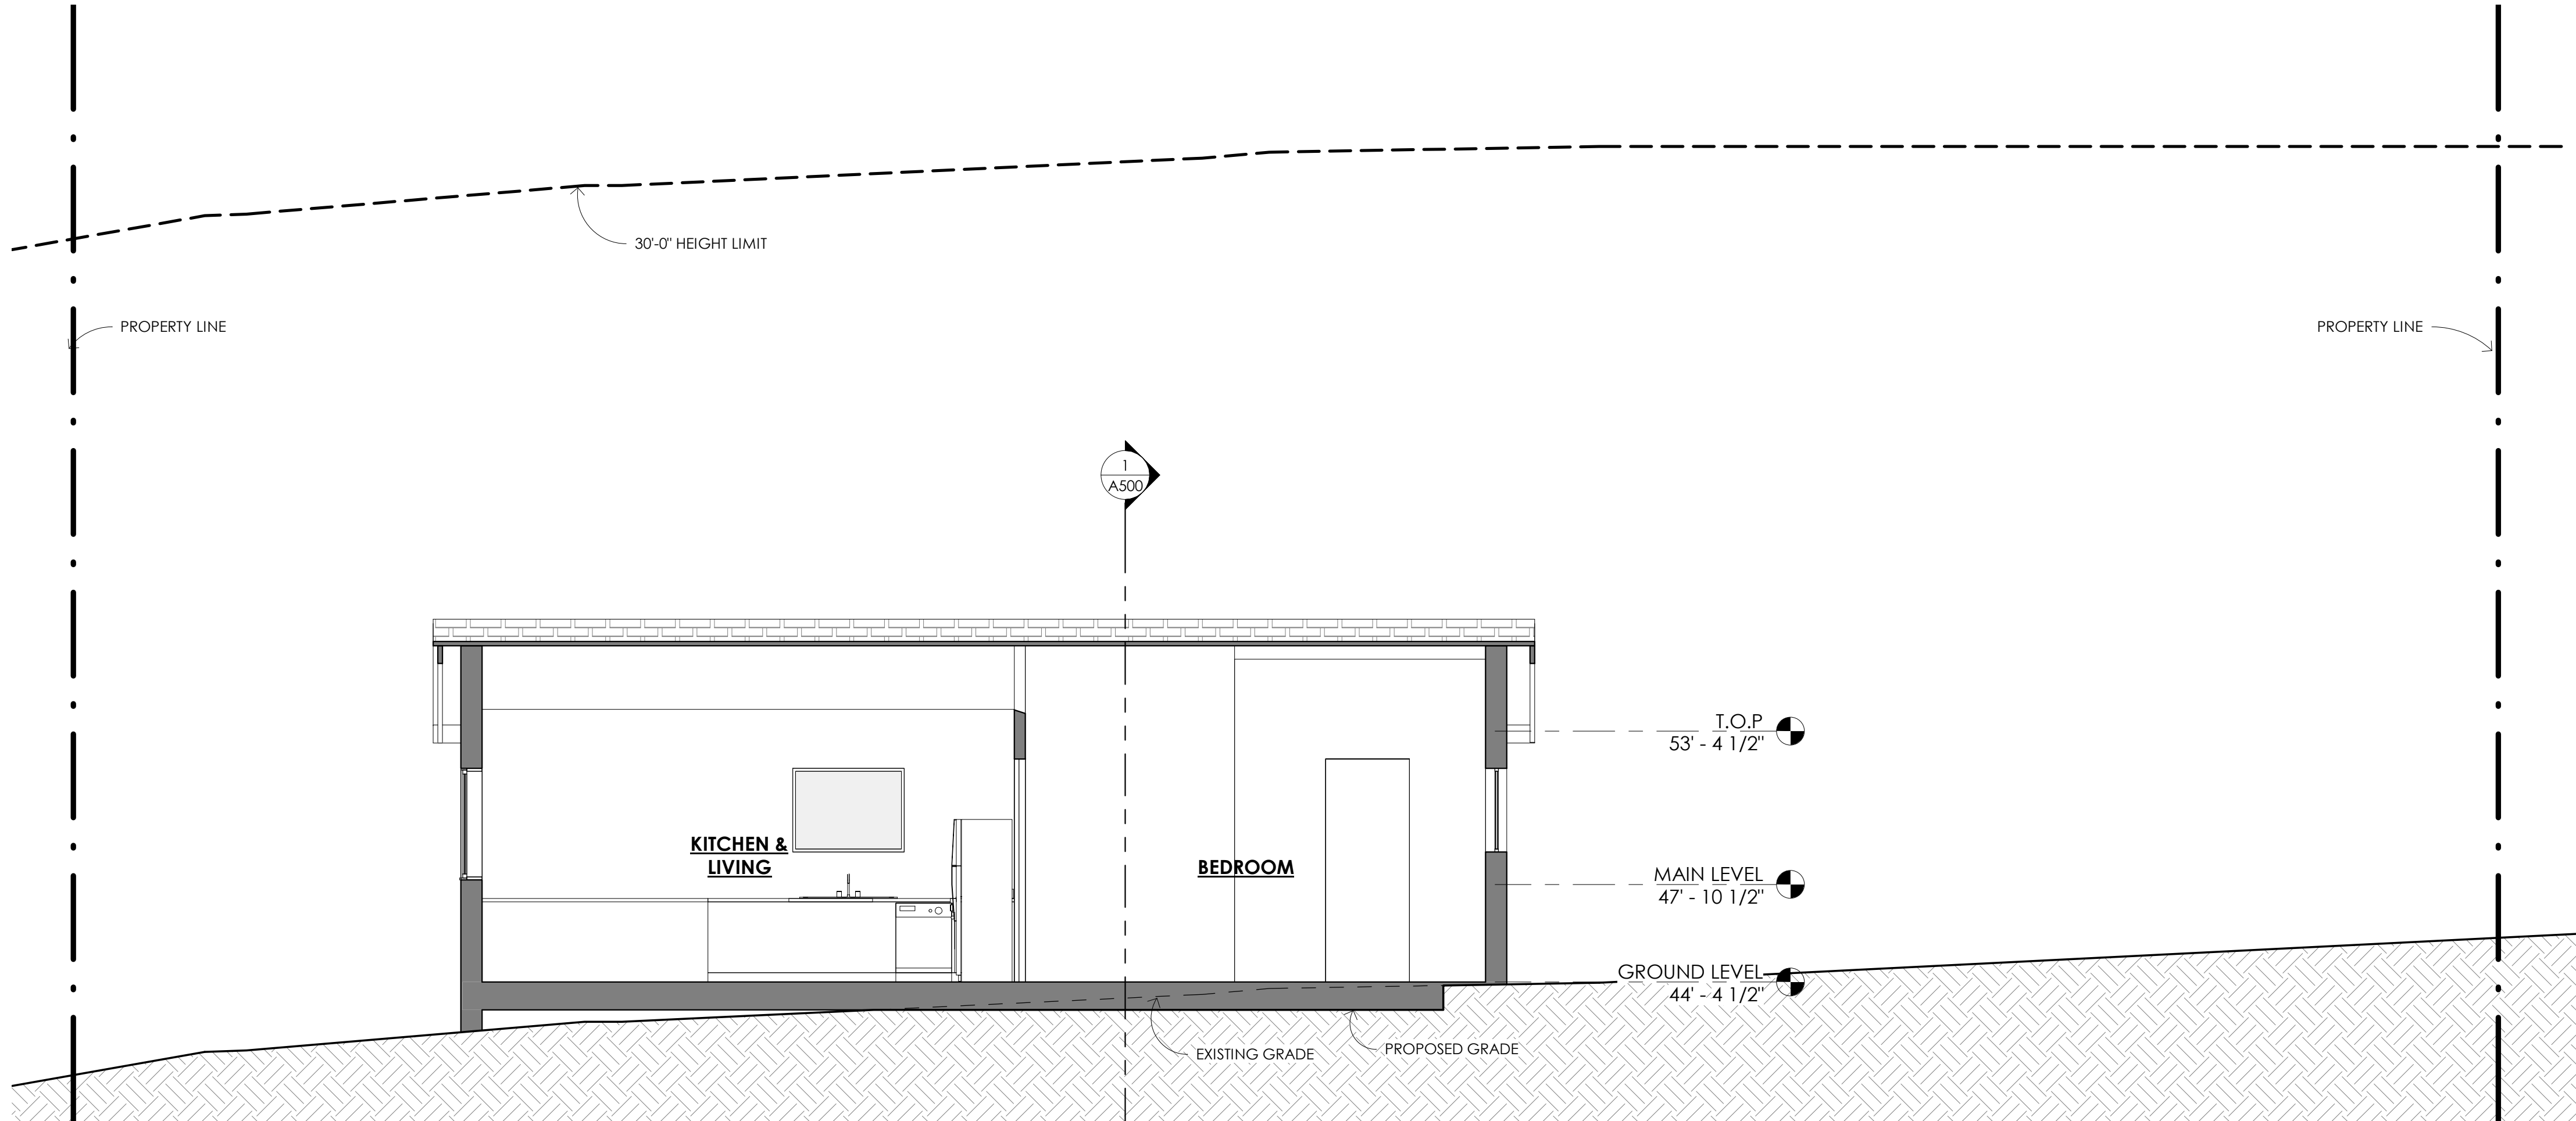 30'-0" HEIGHT LIMIT
PROPERTY LINE
PROPERTY LINE
1
A500
T.O.P
53' - 4 1/2"
KITCHEN &
LIVING
BEDROOM
MAIN LEVEL
47' - 10 1/2"
GROUND LEVEL
44' - 4 1/2"
EXISTING GRADE
PROPOSED GRADE